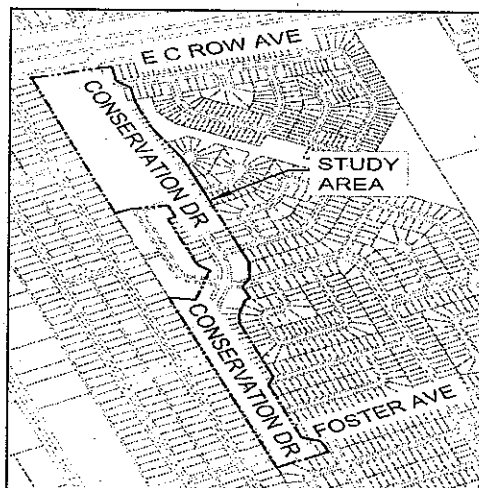 E C ROW AVE
CONSERVATION DR
STUDY
AREA
CONSERVATION DR
FOSTER AVE